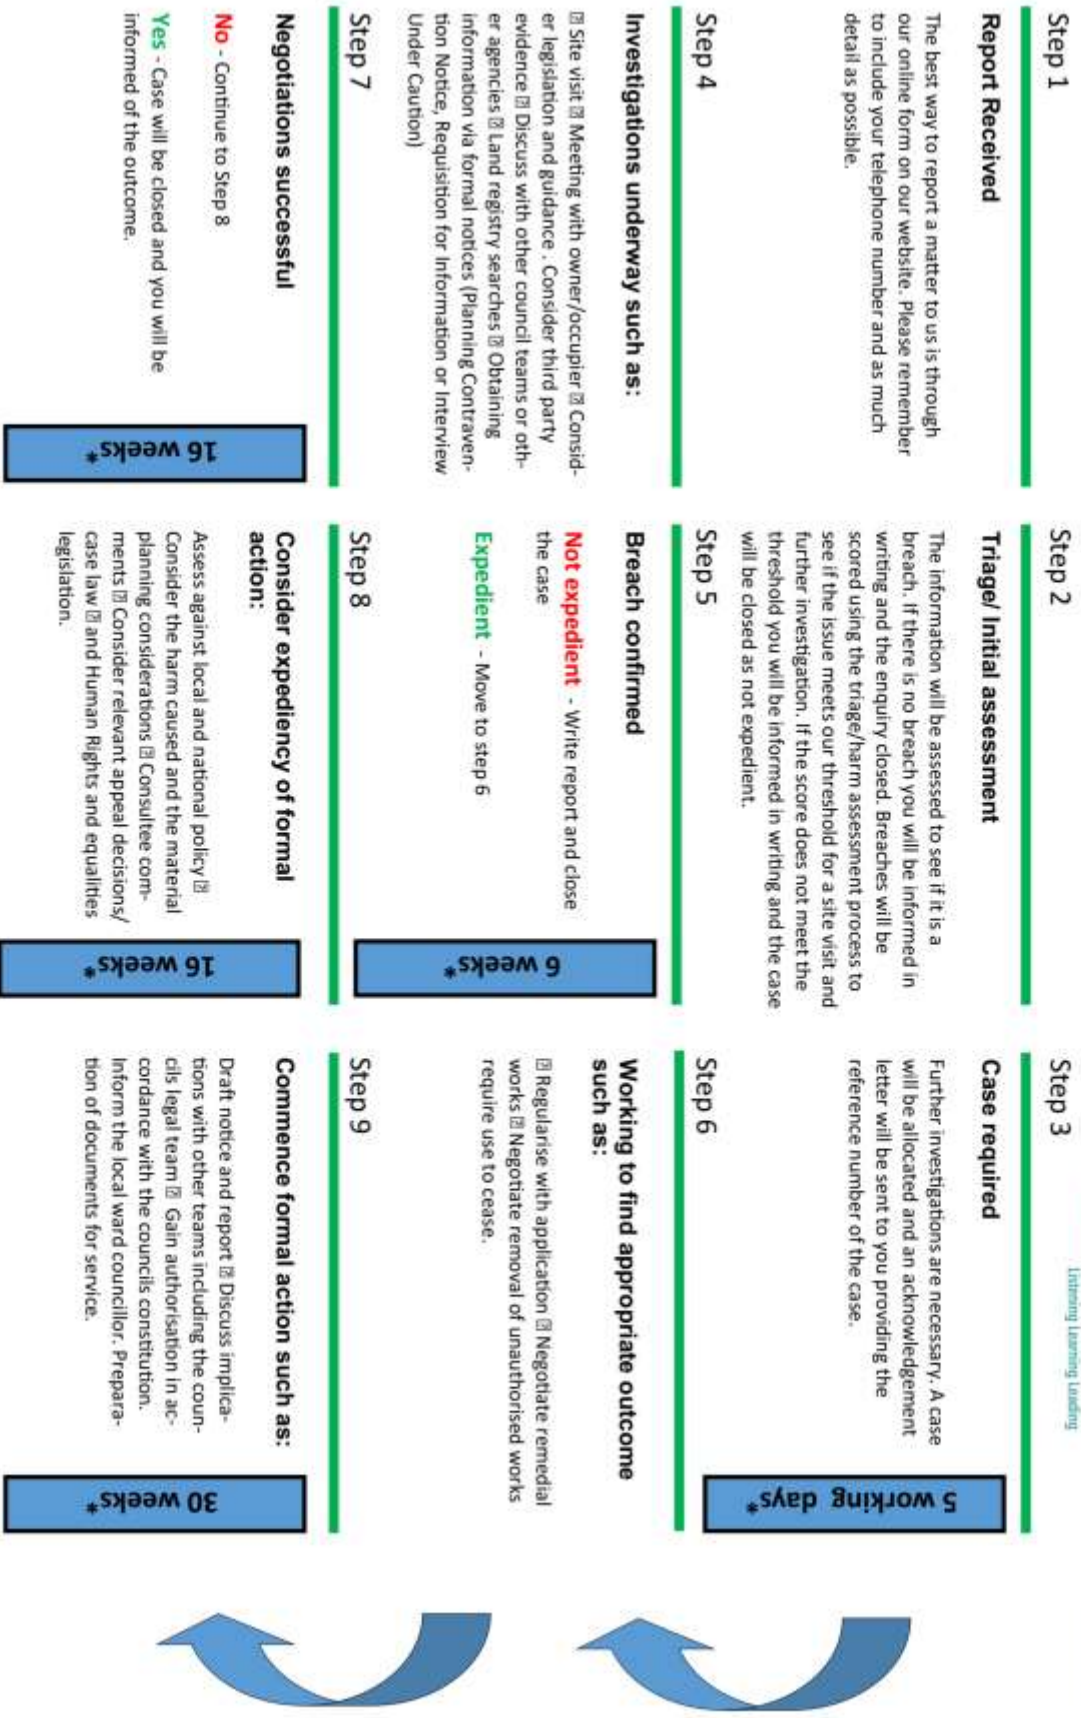 Listening Learning Leading
Step 1
Report Received
The best way to report a matter to us is through
our online form on our website. Please remember
to include your telephone number and as much
detail as possible.
Step 2
Triage/ Initial assessment
The information will be assessed to see if it is a
breach. If there is no breach you will be informed in
writing and the enquiry closed. Breaches will be
scored using the triage/harm assessment process to
see if the issue meets our threshold for a site visit and
further investigation. If the score does not meet the
threshold you will be informed in writing and the case
will be closed as not expedient.
Step 3
Case required
Further investigations are necessary. A case
will be allocated and an acknowledgement
letter will be sent to you providing the
reference number of the case.
5 working days*
Step 4
Investigations underway such as:
⍰ Site visit ⍰ Meeting with owner/occupier ⍰ Consid-
er legislation and guidance . Consider third party
evidence ⍰ Discuss with other council teams or oth-
er agencies ⍰ Land registry searches ⍰ Obtaining
information via formal notices (Planning Contraven-
tion Notice, Requisition for Information or Interview
Under Caution)
Step 5
Breach confirmed
Not expedient - Write report and close
the case
Expedient - Move to step 6
6 weeks*
Step 6
Working to find appropriate outcome
such as:
⍰ Regularise with application ⍰ Negotiate remedial
works ⍰ Negotiate removal of unauthorised works
require use to cease.
Step 7
Negotiations successful
No - Continue to Step 8
Yes - Case will be closed and you will be
informed of the outcome.
16 weeks*
Step 8
Consider expediency of formal
action:
Assess against local and national policy ⍰
Consider the harm caused and the material
planning considerations ⍰ Consultee com-
ments ⍰ Consider relevant appeal decisions/
case law ⍰ and Human Rights and equalities
legislation.
16 weeks*
Step 9
Commence formal action such as:
Draft notice and report ⍰ Discuss implica-
tions with other teams including the coun-
cils legal team ⍰ Gain authorisation in ac-
cordance with the councils constitution.
Inform the local ward councillor. Prepara-
tion of documents for service.
30 weeks*